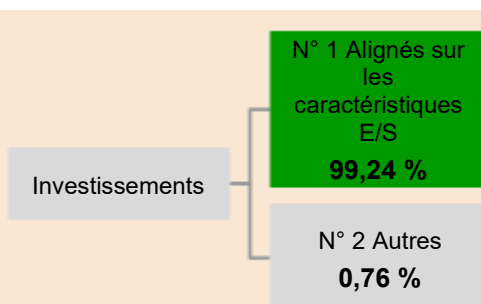 N° 1 Alignés sur
les
caractéristiques
E/S
99,24 %
Investissements
N° 2 Autres
0,76 %